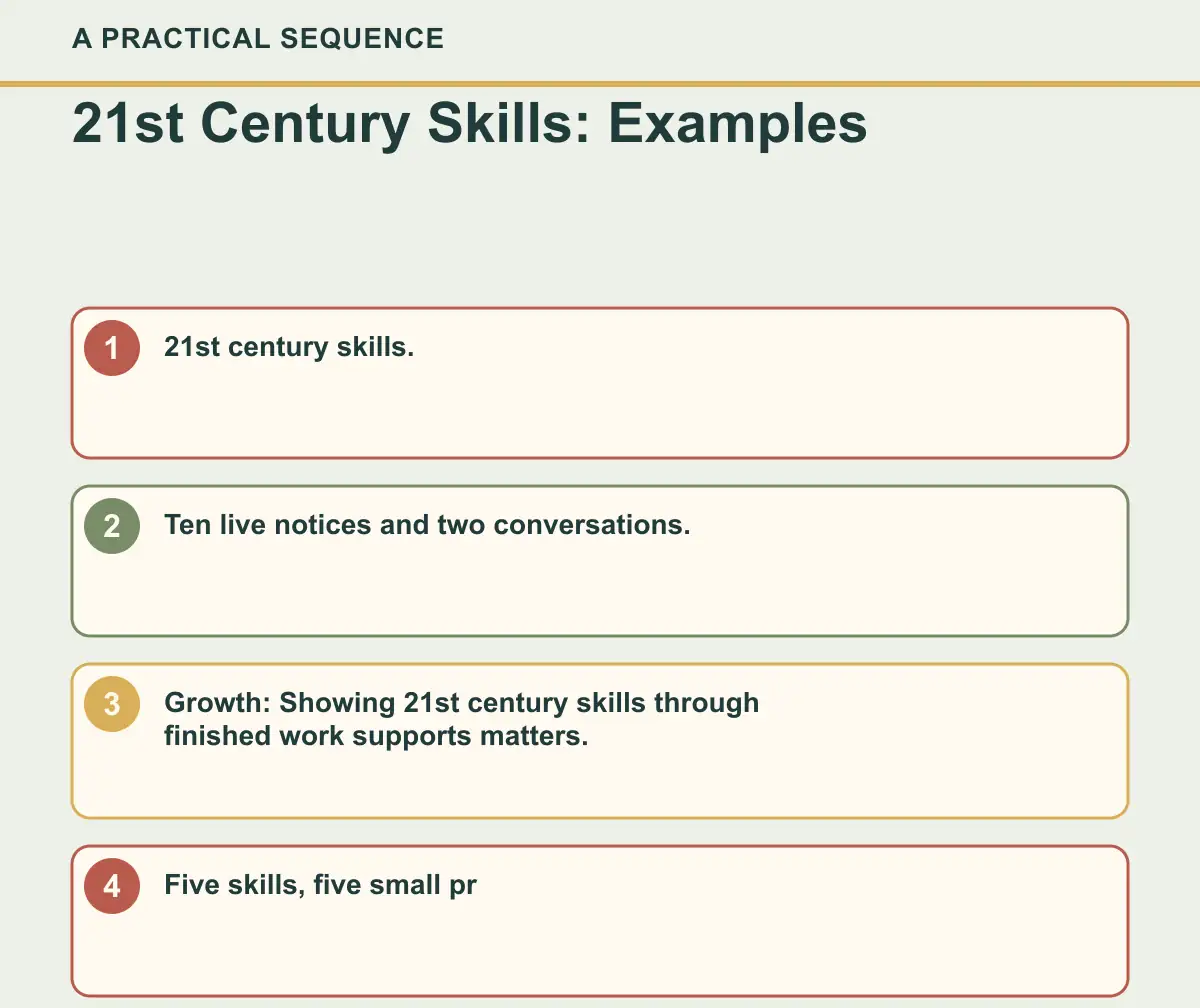 A PRACTICAL SEQUENCE
21st Century Skills: Examples
1
21st century skills.
2
Ten live notices and two conversations.
3
Growth: Showing 21st century skills through
finished work supports matters.
4
Five skills, five small pr